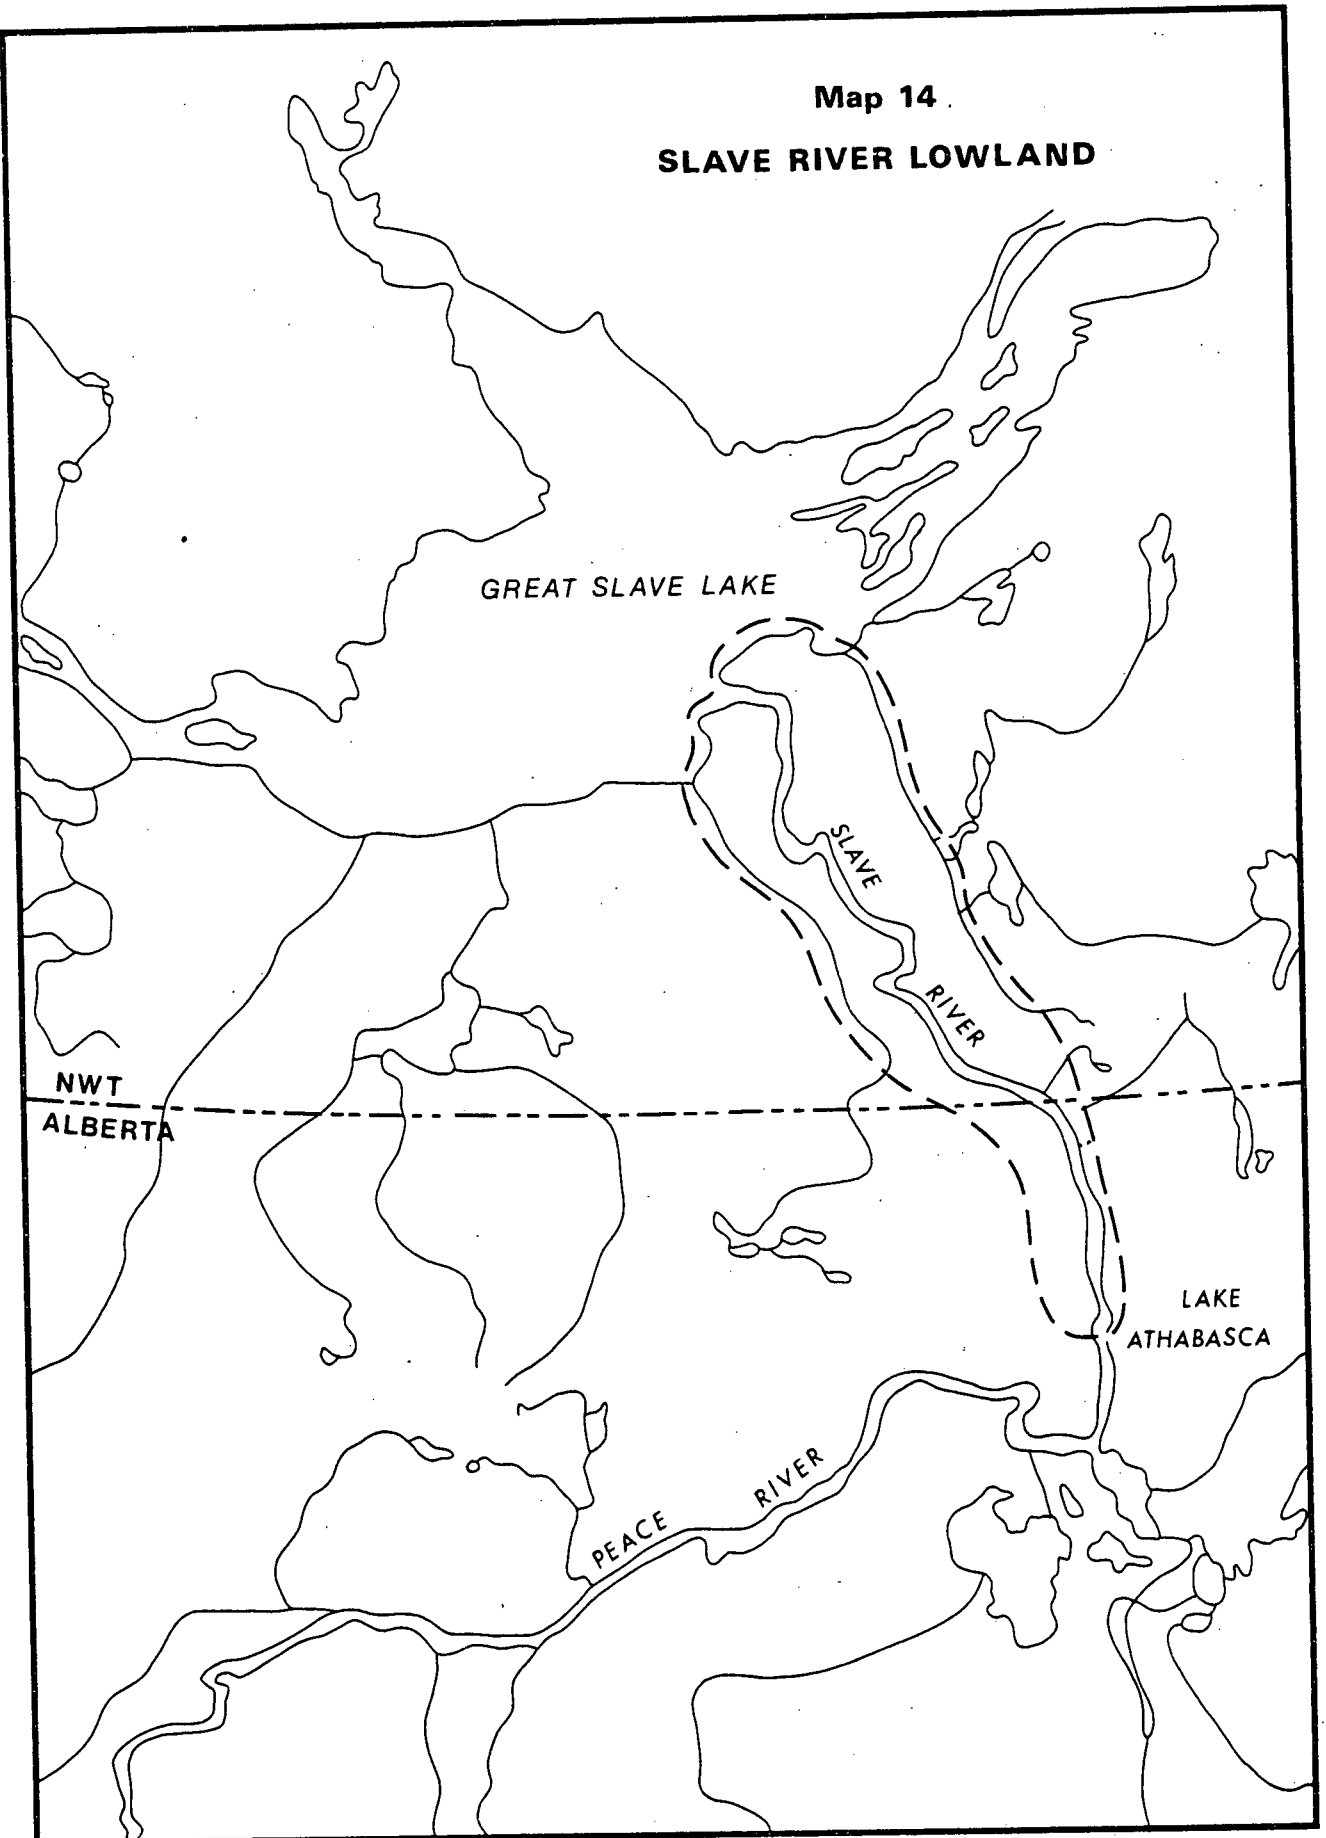 Map 14
SLAVE RIVER LOWLAND
GREAT SLAVE LAKE
SLAVE
RIVER
NWT
ALBERTA
LAKE
ATHABASCA
PEACE
RIVER